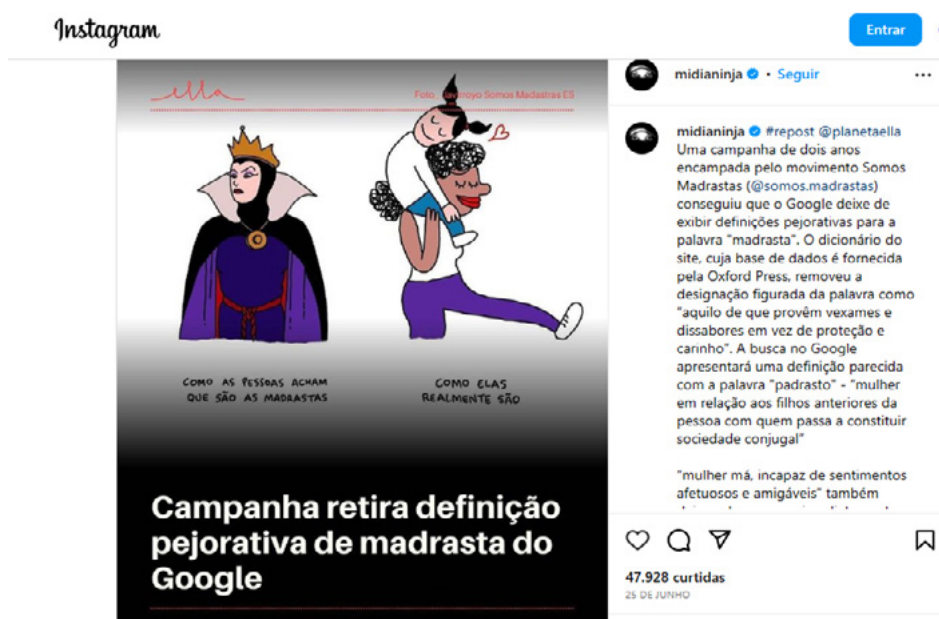 Instagram
Entrar
ella
Foto Javirroyo Somos Madastras ES
COMO AS PESSOAS ACHAM
QUE SÃO AS MADRASTAS
COMO ELAS
REALMENTE SÃO
Campanha retira definição
pejorativa de madrasta do
Google
midianinja • Seguir
midianinja #repost @planetaella
Uma campanha de dois anos
encampada pelo movimento Somos
Madrastas (@somos.madrastas)
conseguiu que o Google deixe de
exibir definições pejorativas para a
palavra "madrasta". O dicionário do
site, cuja base de dados é fornecida
pela Oxford Press, removeu a
designação figurada da palavra como
"aquilo de que provêm vexames e
dissabores em vez de proteção e
carinho". A busca no Google
apresentará uma definição parecida
com a palavra "padrasto" - "mulher
em relação aos filhos anteriores da
pessoa com quem passa a constituir
sociedade conjugal"
"mulher má, incapaz de sentimentos
afetuosos e amigáveis" também
47.928 curtidas
25 DE JUNHO